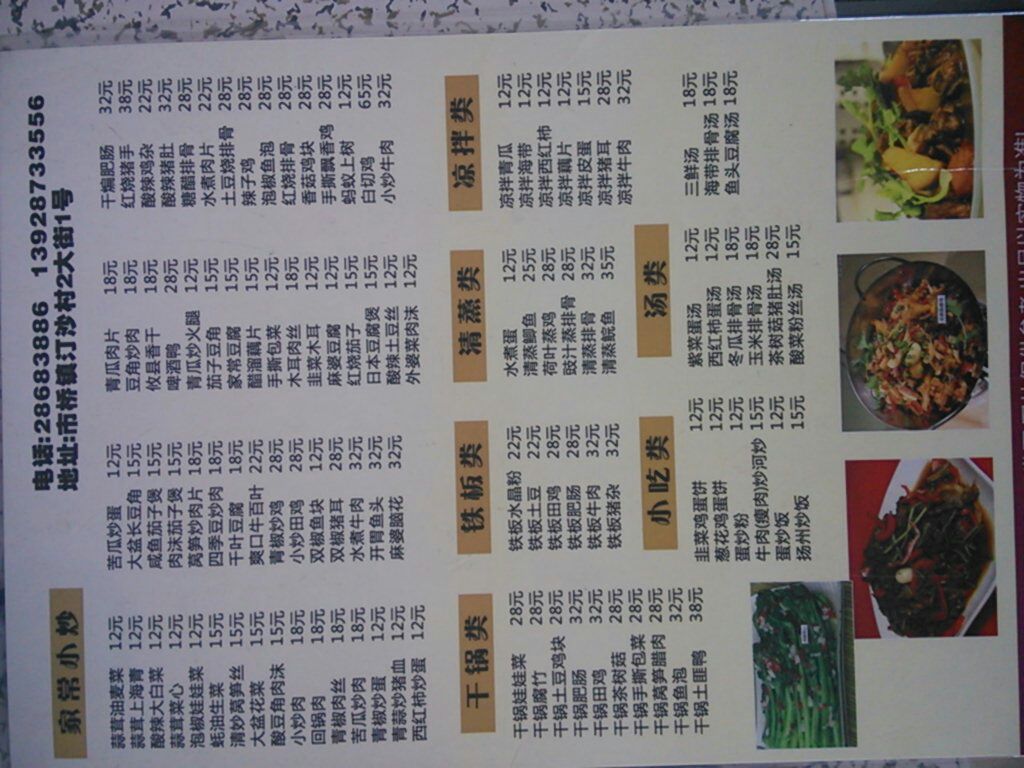 电话:28683886 13928733556
地址:市桥镇汀沙村2大街1号
家常小炒
蒜茸油麦菜 12元
蒜茸上海青 12元
酸辣大白菜 12元
蒜茸菜心 12元
泡椒娃娃菜 12元
蚝油生菜 15元
清炒莴笋丝 15元
大盆花菜 15元
酸豆角肉沫 15元
小炒肉 18元
回锅肉 18元
青椒肉丝 18元
苦瓜炒肉 18元
青椒炒蛋 12元
青蒜炒猪血 12元
西红柿炒蛋 12元
苦瓜炒蛋 12元
大盆长豆角 15元
咸鱼茄子煲 15元
肉沫茄子煲 15元
莴笋炒肉片 18元
四季豆炒肉 18元
千叶豆腐 18元
爽口牛百叶 22元
青椒炒鸡 28元
小炒田鸡 28元
双椒鱼块 12元
双椒猪耳 28元
水煮牛肉 32元
开胃鱼头 32元
麻婆脑花 32元
青瓜肉片 18元
豆角炒肉 18元
攸县香干 18元
啤酒鸭 28元
青瓜炒火腿 12元
茄子豆角 15元
家常豆腐 15元
醋溜藕片 15元
手撕包菜 12元
木耳肉丝 18元
韭菜木耳 12元
麻婆豆腐 12元
红烧茄子 15元
日本豆腐煲 15元
酸辣土豆丝 12元
外婆菜肉沫 12元
干煸肥肠 32元
红烧猪手 38元
酸辣鸡杂 22元
酸辣猪肚 32元
糖醋排骨 28元
水煮肉片 22元
土豆烧排骨 28元
辣子鸡 28元
泡椒鱼泡 28元
红烧排骨 28元
香菇鸡块 28元
手撕飘香鸡 28元
蚂蚁上树 12元
白切鸡 65元
小炒牛肉 32元
干锅类
干锅娃娃菜 28元
干锅腐竹 28元
干锅土豆鸡块 28元
干锅肥肠 32元
干锅田鸡 32元
干锅茶树菇 28元
干锅手撕包菜 28元
干锅莴笋腊肉 28元
干锅鱼泡 32元
干锅土匪鸭 38元
铁板类
铁板水晶粉 22元
铁板土豆 22元
铁板田鸡 28元
铁板肥肠 28元
铁板牛肉 32元
铁板猪杂 32元
清蒸类
水煮蛋 12元
清蒸鲫鱼 25元
荷叶蒸鸡 28元
豉汁蒸排骨 28元
清蒸排骨 32元
清蒸鲩鱼 35元
凉拌类
凉拌青瓜 12元
凉拌海带 12元
凉拌西红柿 12元
凉拌藕片 12元
凉拌皮蛋 15元
凉拌猪耳 28元
凉拌牛肉 32元
小吃类
韭菜鸡蛋饼 12元
葱花鸡蛋饼 12元
蛋炒粉 12元
牛肉(瘦肉)炒河炒 15元
蛋炒饭 12元
扬州炒饭 15元
汤类
紫菜蛋汤 12元
西红柿蛋汤 12元
冬瓜排骨汤 18元
玉米排骨汤 18元
茶树菇猪肚汤 28元
酸菜粉丝汤 15元
三鲜汤 18元
海带排骨汤 18元
鱼头豆腐汤 18元